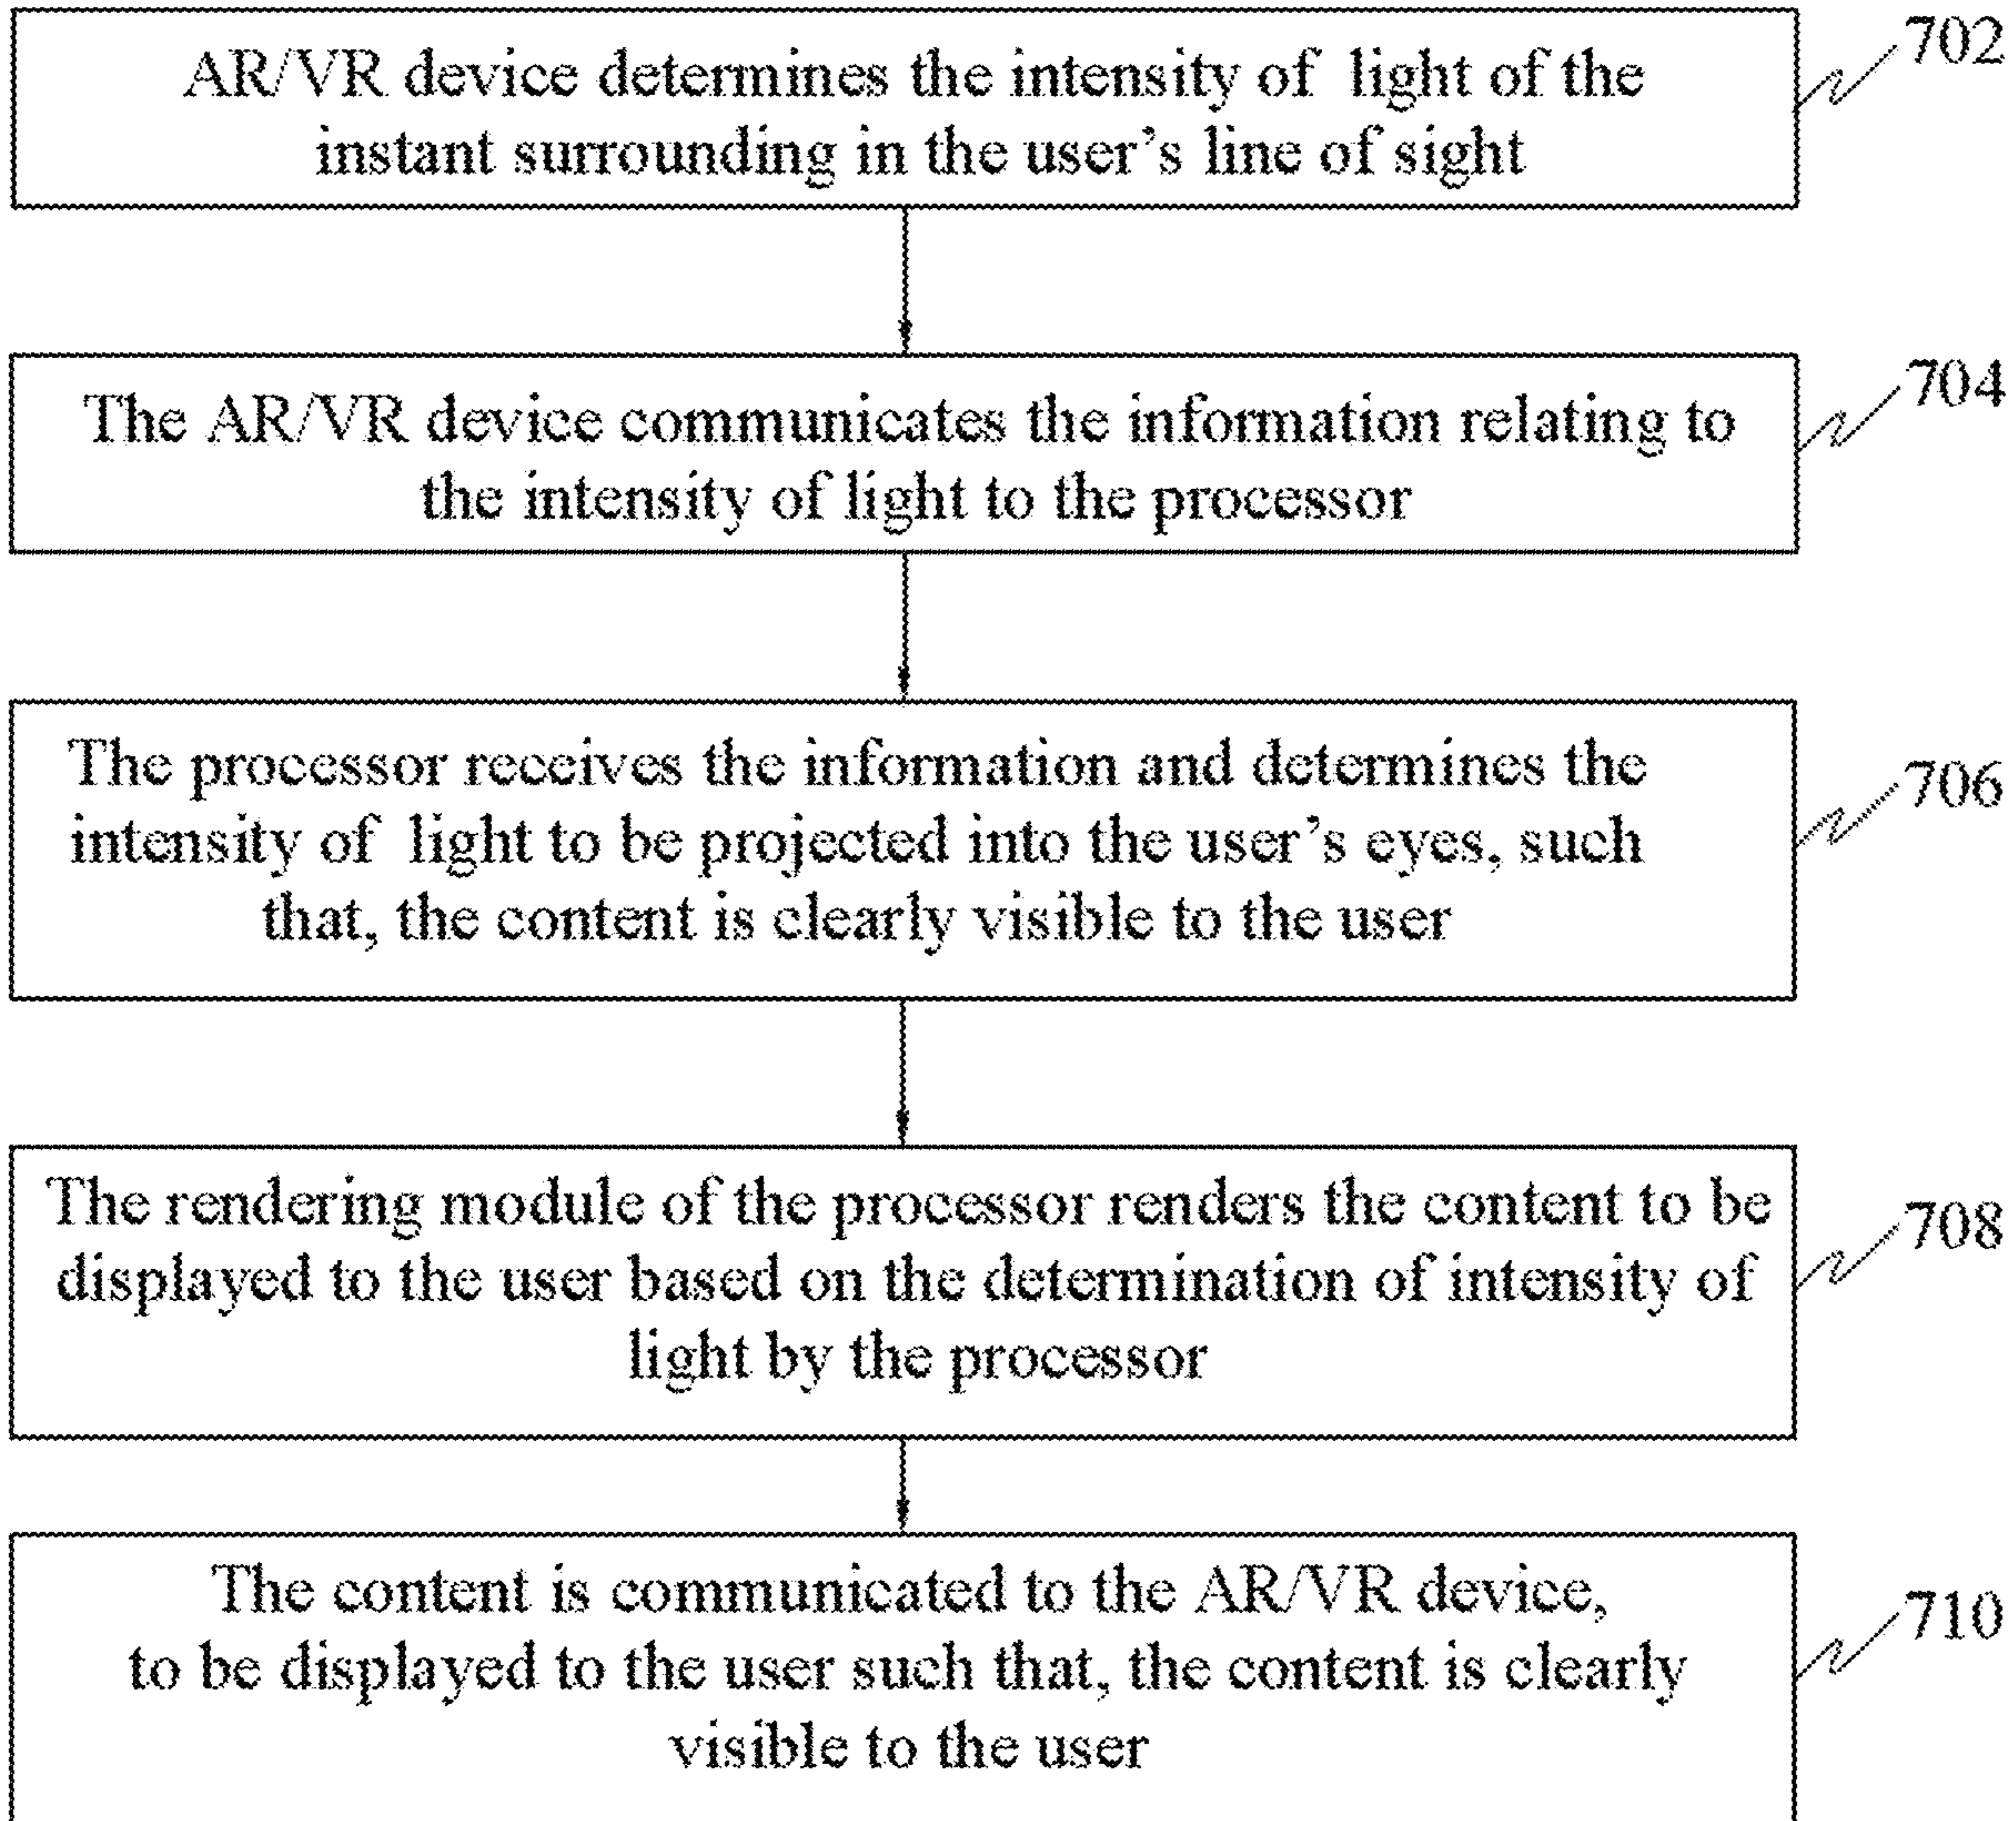 AR/VR device determines the intensity of light of the
instant surrounding in the user's line of sight
702
The AR/VR device communicates the information relating to
the intensity of light to the processor
704
The processor receives the information and determines the
intensity of light to be projected into the user's eyes, such
that, the content is clearly visible to the user
706
The rendering module of the processor renders the content to be
displayed to the user based on the determination of intensity of
light by the processor
708
The content is communicated to the AR/VR device,
to be displayed to the user such that, the content is clearly
visible to the user
710